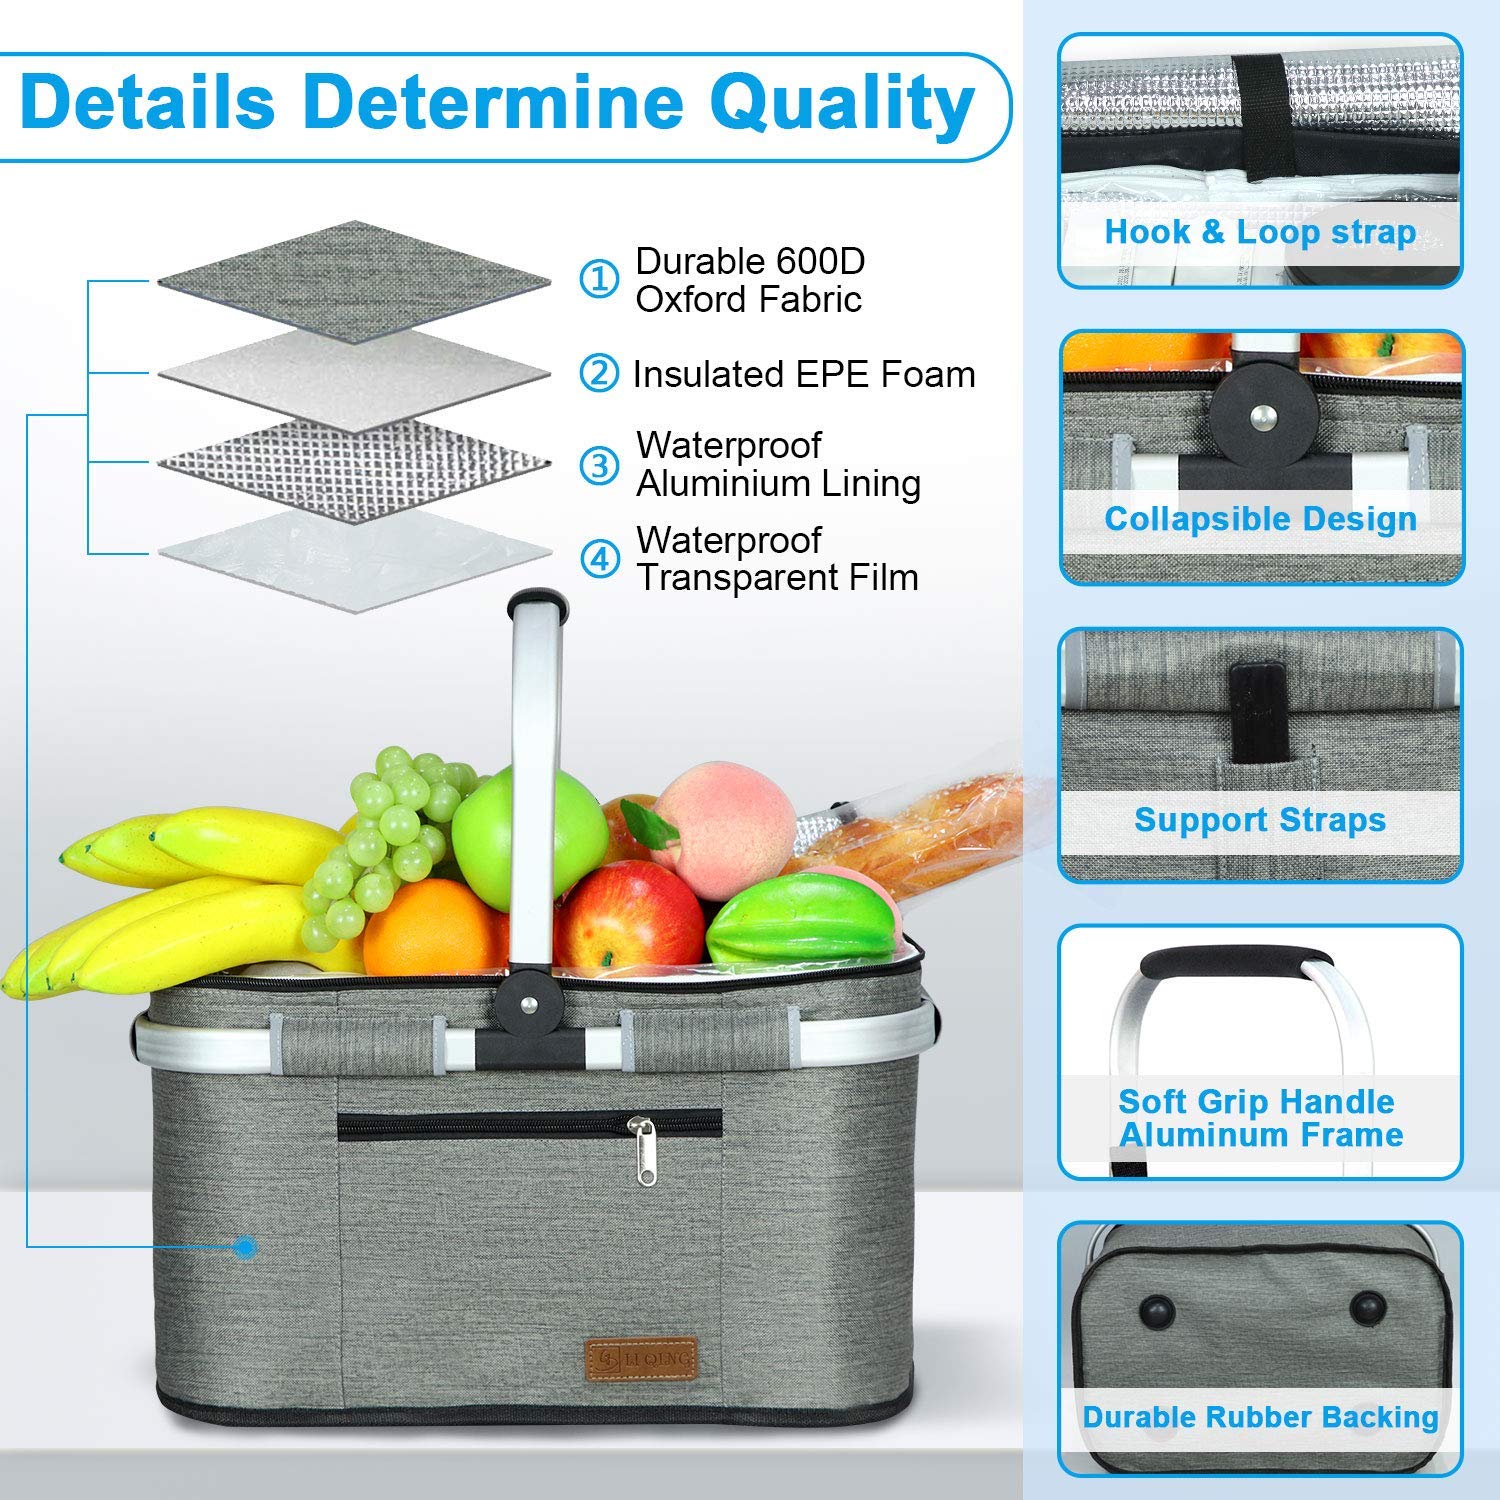 Details Determine Quality
① Durable 600D
Oxford Fabric
② Insulated EPE Foam
③ Waterproof
Aluminium Lining
④ Waterproof
Transparent Film
LIQING
Hook & Loop strap
Collapsible Design
Support Straps
Soft Grip Handle
Aluminum Frame
Durable Rubber Backing